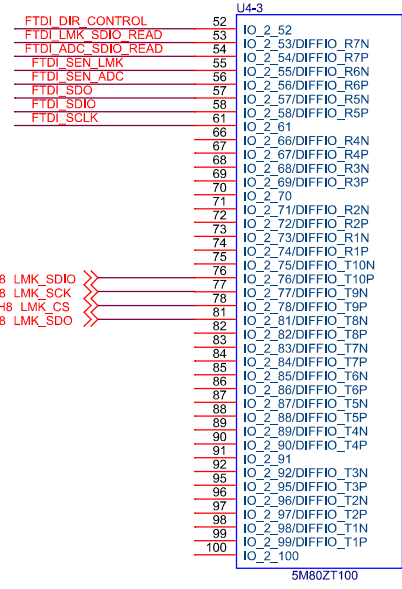 U4-3
FTDI_DIR_CONTROL 52 IO_2_52
FTDI_LMK_SDIO_READ 53 IO_2_53/DIFFIO_R7N
FTDI_ADC_SDIO_READ 54 IO_2_54/DIFFIO_R7P
FTDI_SEN_LMK 55 IO_2_55/DIFFIO_R6N
FTDI_SEN_ADC 56 IO_2_56/DIFFIO_R6P
FTDI_SDO 57 IO_2_57/DIFFIO_R5N
FTDI_SDIO 58 IO_2_58/DIFFIO_R5P
FTDI_SCLK 61 IO_2_61
66 IO_2_66/DIFFIO_R4N
67 IO_2_67/DIFFIO_R4P
68 IO_2_68/DIFFIO_R3N
69 IO_2_69/DIFFIO_R3P
70 IO_2_70
71 IO_2_71/DIFFIO_R2N
72 IO_2_72/DIFFIO_R2P
73 IO_2_73/DIFFIO_R1N
74 IO_2_74/DIFFIO_R1P
75 IO_2_75/DIFFIO_T10N
8 LMK_SDIO 76 IO_2_76/DIFFIO_T10P
8 LMK_SCK 77 IO_2_77/DIFFIO_T9N
H8 LMK_CS 78 IO_2_78/DIFFIO_T9P
8 LMK_SDO 81 IO_2_81/DIFFIO_T8N
82 IO_2_82/DIFFIO_T8P
83 IO_2_83/DIFFIO_T7N
84 IO_2_84/DIFFIO_T7P
85 IO_2_85/DIFFIO_T6N
86 IO_2_86/DIFFIO_T6P
87 IO_2_87/DIFFIO_T5N
88 IO_2_88/DIFFIO_T5P
89 IO_2_89/DIFFIO_T4N
90 IO_2_90/DIFFIO_T4P
91 IO_2_91
92 IO_2_92/DIFFIO_T3N
95 IO_2_95/DIFFIO_T3P
96 IO_2_96/DIFFIO_T2N
97 IO_2_97/DIFFIO_T2P
98 IO_2_98/DIFFIO_T1N
99 IO_2_99/DIFFIO_T1P
100 IO_2_100
5M80ZT100